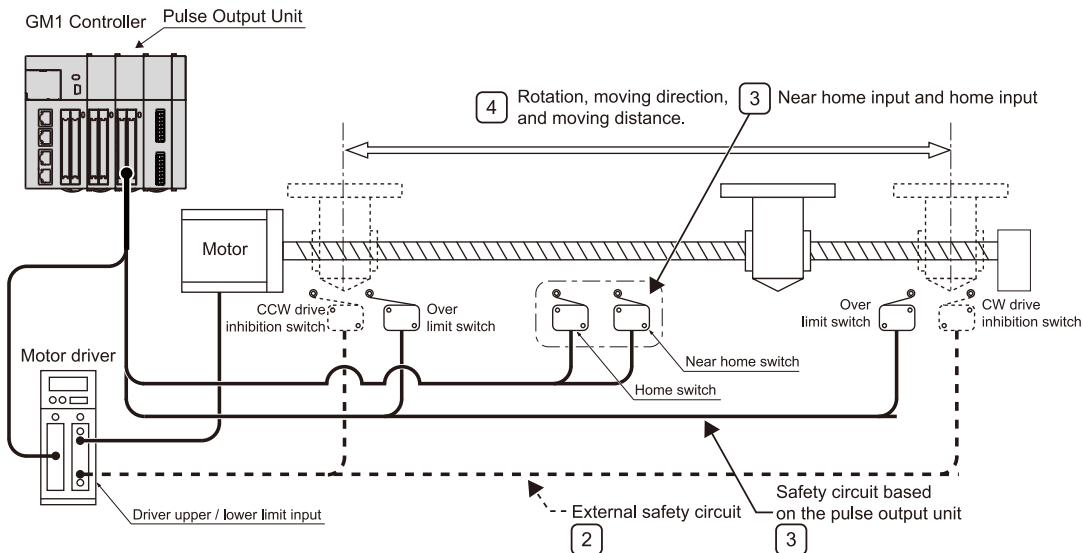 GM1 Controller
Pulse Output Unit
4
Rotation, moving direction,
and moving distance.
3
Near home input and home input
Motor
CCW drive
inhibition switch
Over
limit switch
Over
limit switch
CW drive
inhibition switch
Near home switch
Home switch
Motor driver
Driver upper / lower limit input
External safety circuit
2
Safety circuit based
on the pulse output unit
3